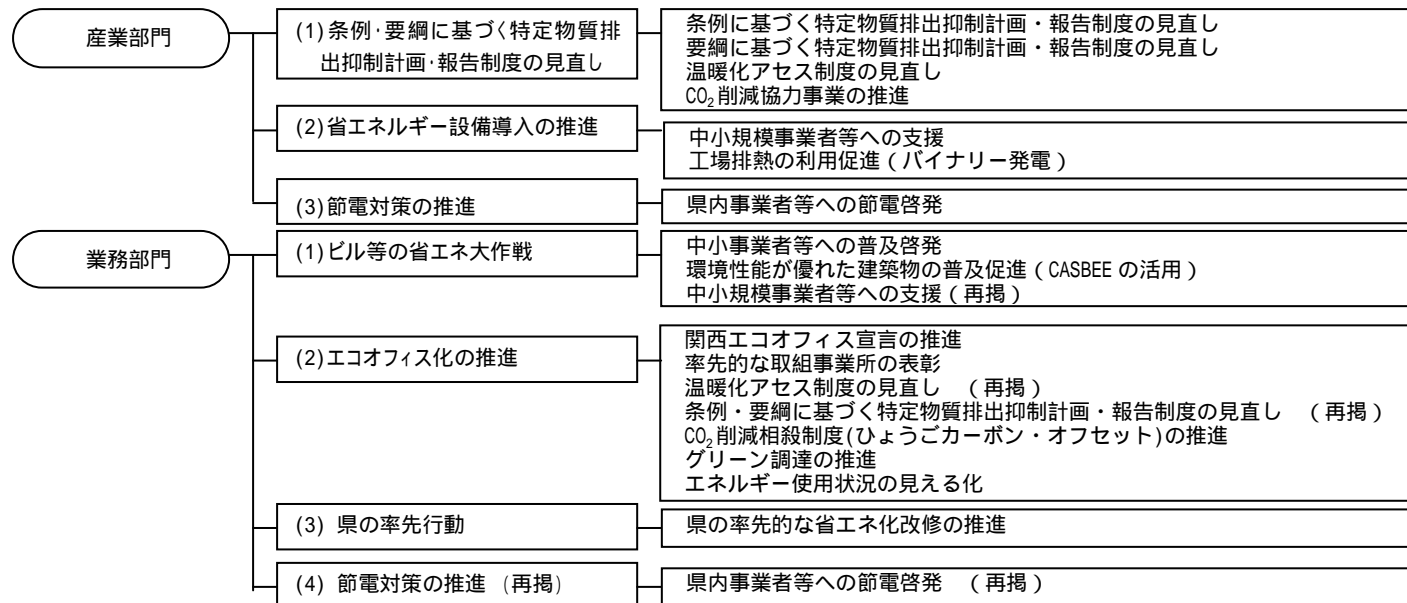 産業部門
(1)条例･要綱に基づく特定物質排
出抑制計画･報告制度の見直し
条例に基づく特定物質排出抑制計画・報告制度の見直し
要綱に基づく特定物質排出抑制計画・報告制度の見直し
温暖化アセス制度の見直し
CO₂削減協力事業の推進
(2)省エネルギー設備導入の推進
中小規模事業者等への支援
工場排熱の利用促進（バイナリー発電）
(3)節電対策の推進
県内事業者等への節電啓発
業務部門
(1)ビル等の省エネ大作戦
中小事業者等への普及啓発
環境性能が優れた建築物の普及促進（CASBEE の活用）
中小規模事業者等への支援（再掲）
(2)エコオフィス化の推進
関西エコオフィス宣言の推進
率先的な取組事業所の表彰
温暖化アセス制度の見直し　（再掲）
条例・要綱に基づく特定物質排出抑制計画・報告制度の見直し　（再掲）
CO₂削減相殺制度(ひょうごカーボン・オフセット)の推進
グリーン調達の推進
エネルギー使用状況の見える化
(3) 県の率先行動
県の率先的な省エネ化改修の推進
(4) 節電対策の推進（再掲）
県内事業者等への節電啓発　（再掲）